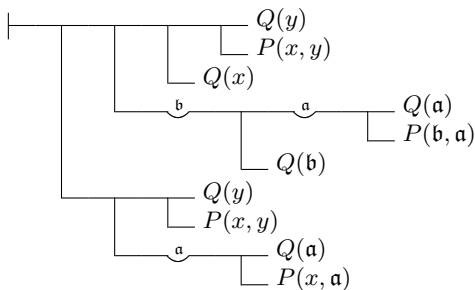 Q(y)
P(x, y)
Q(x)
𝔟 𝔞 Q(𝔞)
P(𝔟, 𝔞)
Q(𝔟)
Q(y)
P(x, y)
𝔞 Q(𝔞)
P(x, 𝔞)